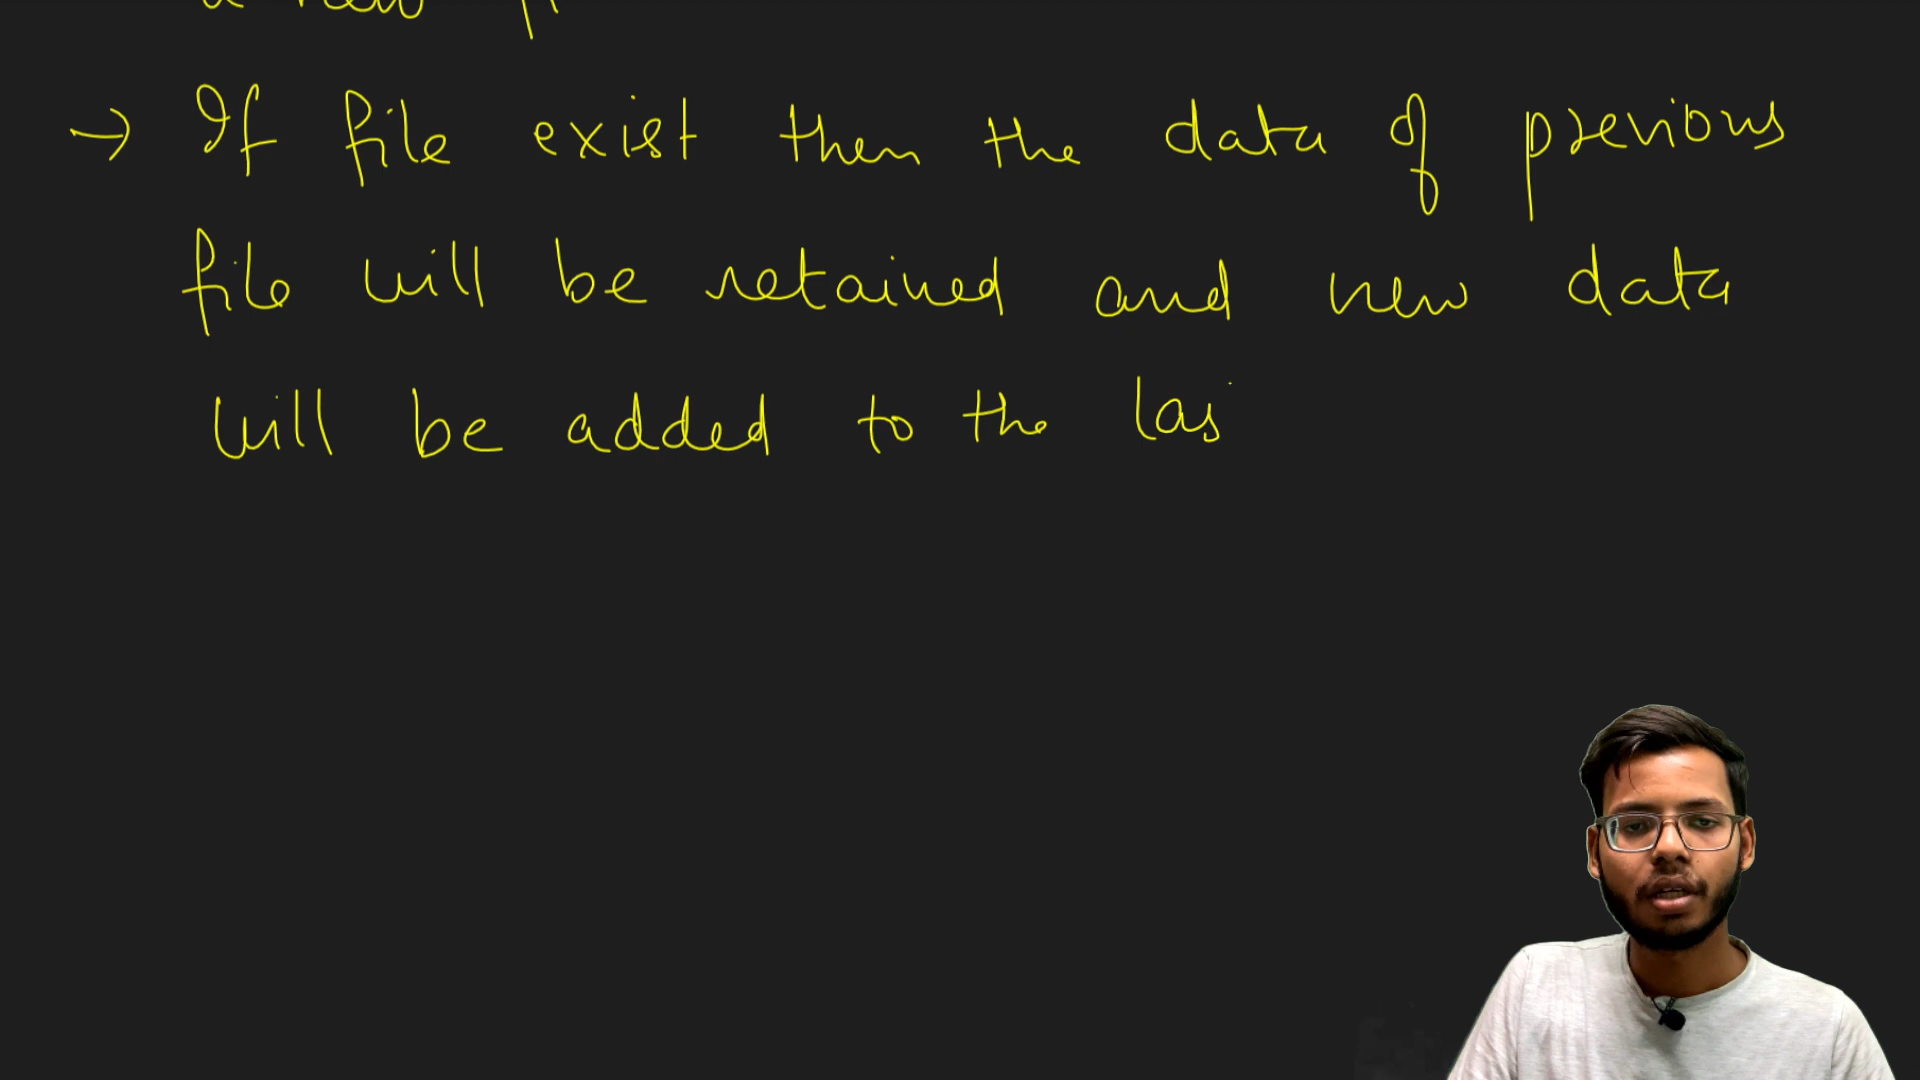 a new
→ If file exist then the data of previous
file will be retained and new data
will be added to the las